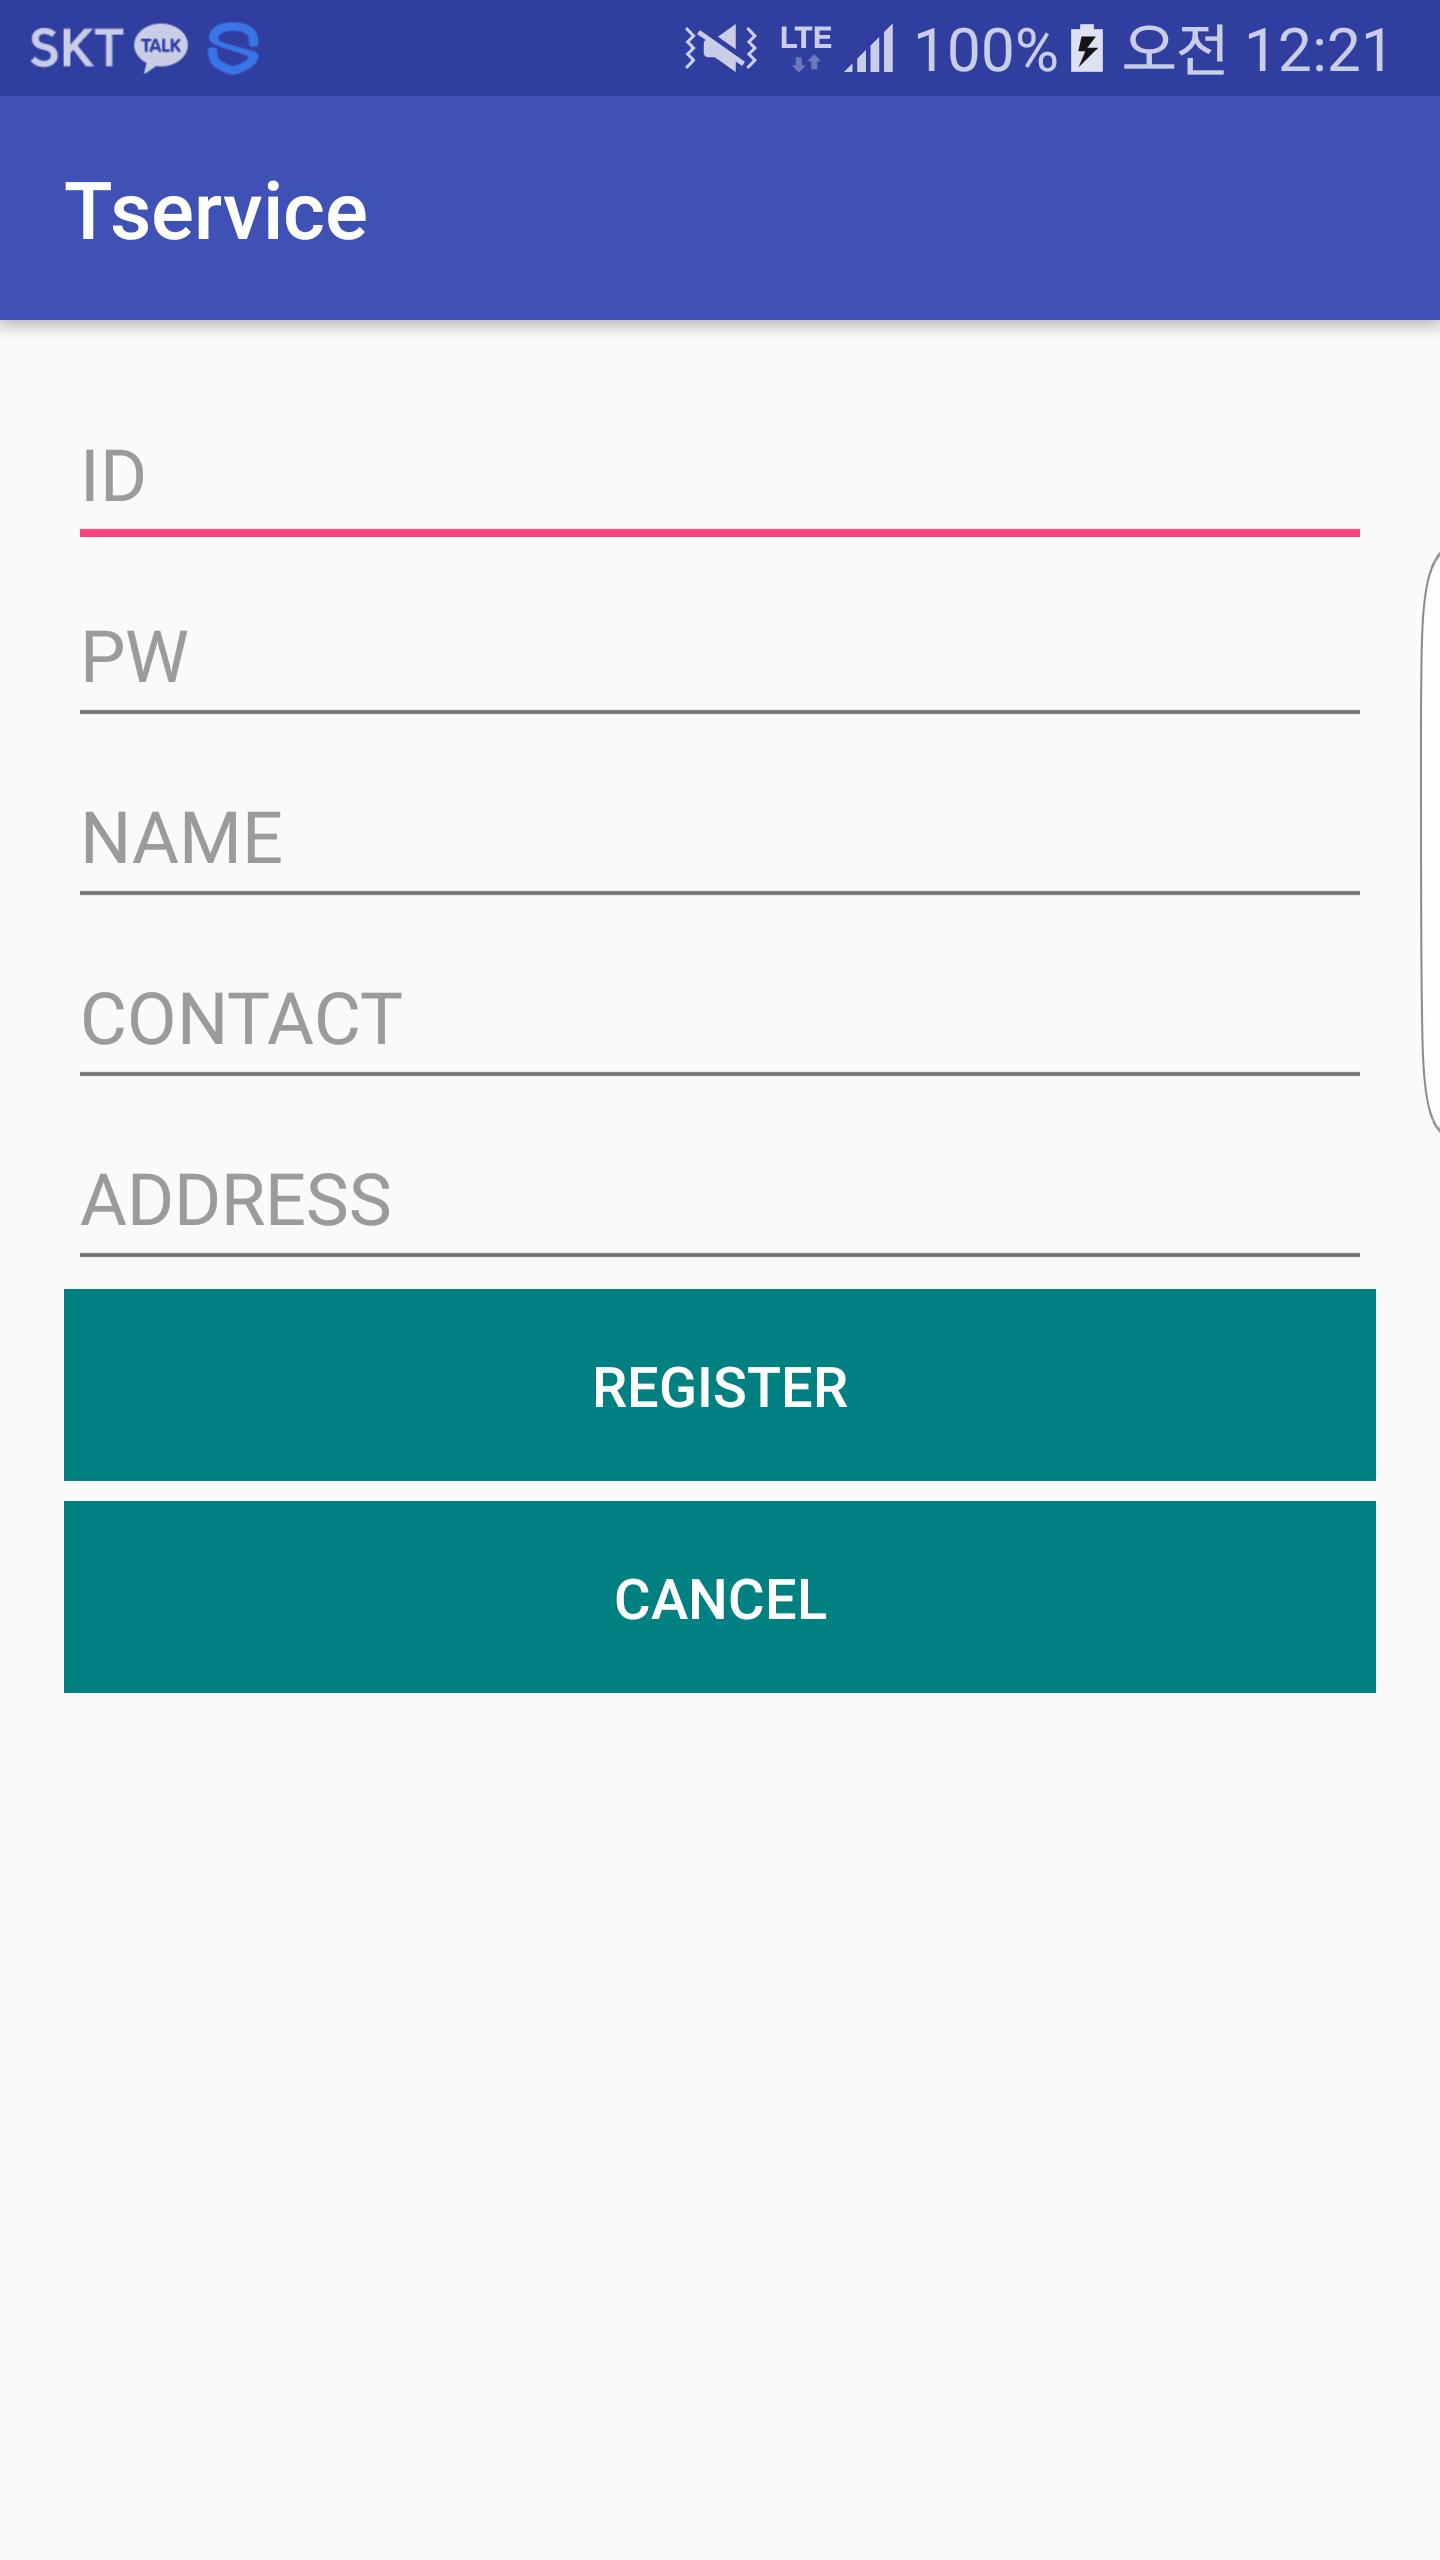 SKT TALK LTE 100% 오전 12:21
Tservice
ID
PW
NAME
CONTACT
ADDRESS
REGISTER
CANCEL